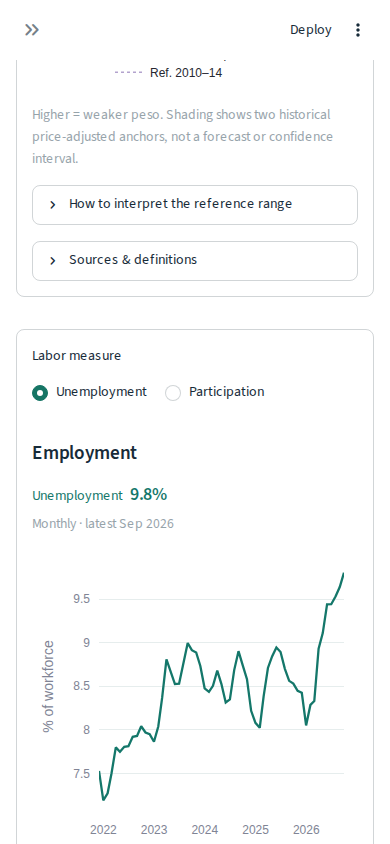 Deploy
Ref. 2010–14
Higher = weaker peso. Shading shows two historical
price-adjusted anchors, not a forecast or confidence
interval.
How to interpret the reference range
Sources & definitions
Labor measure
Unemployment
Participation
Employment
Unemployment 9.8%
Monthly · latest Sep 2026
% of workforce
9.5
9
8.5
8
7.5
2022 2023 2024 2025 2026